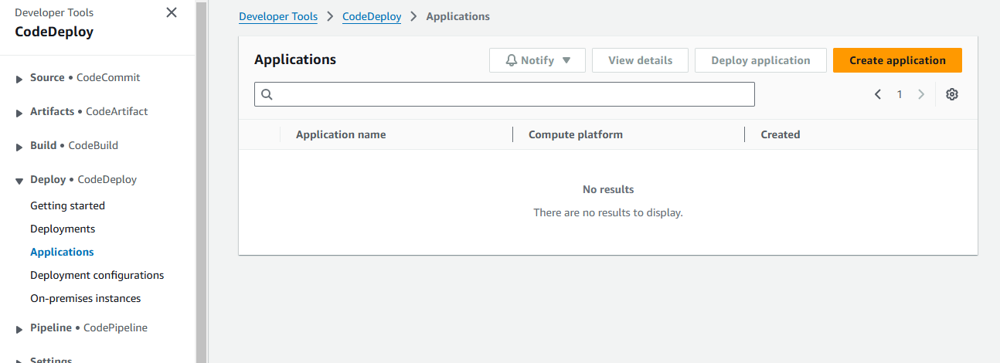 Developer Tools
CodeDeploy
Source • CodeCommit
Artifacts • CodeArtifact
Build • CodeBuild
Deploy • CodeDeploy
Getting started
Deployments
Applications
Deployment configurations
On-premises instances
Pipeline • CodePipeline
Settings
Developer Tools > CodeDeploy > Applications
Applications
Notify
View details
Deploy application
Create application
1
Application name
Compute platform
Created
No results
There are no results to display.